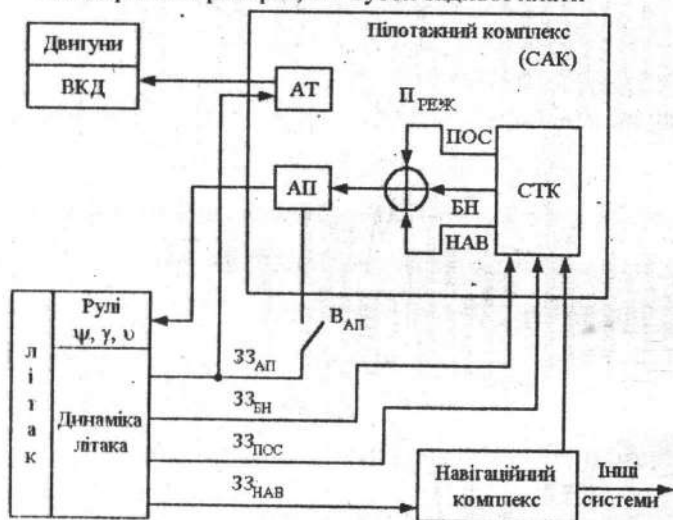 Пілотажний комплекс
(САК)
Двигуни
ВКД
АТ
П РЕЖ
ПОС
СТК
АП
БН
НАВ
В АП
Рулі
ψ, γ, υ
літак
Динаміка
літака
ЗЗ АП
ЗЗ БН
ЗЗ ПОС
ЗЗ НАВ
Навігаційний
комплекс
Інші
системи